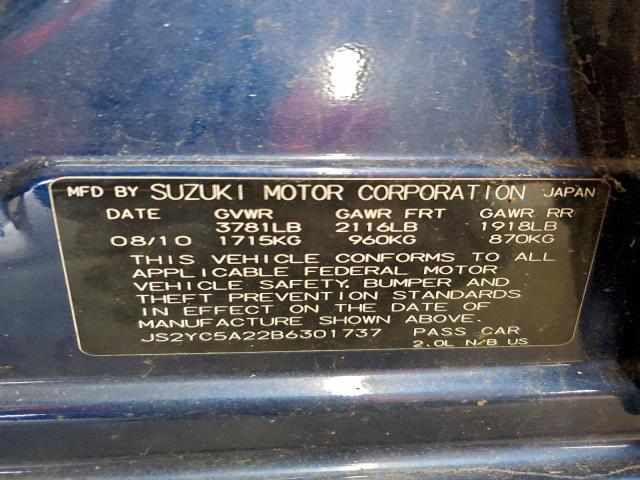 MFD BY SUZUKI MOTOR CORPORATION JAPAN
DATE GVWR GAWR FRT GAWR RR
3781LB 2116LB 1918LB
08/10 1715KG 960KG 870KG
THIS VEHICLE CONFORMS TO ALL
APPLICABLE FEDERAL MOTOR
VEHICLE SAFETY, BUMPER AND
THEFT PREVENTION STANDARDS
IN EFFECT ON THE DATE OF
MANUFACTURE SHOWN ABOVE.
JS2YC5A22B6301737 PASS CAR
2.0L N/B US